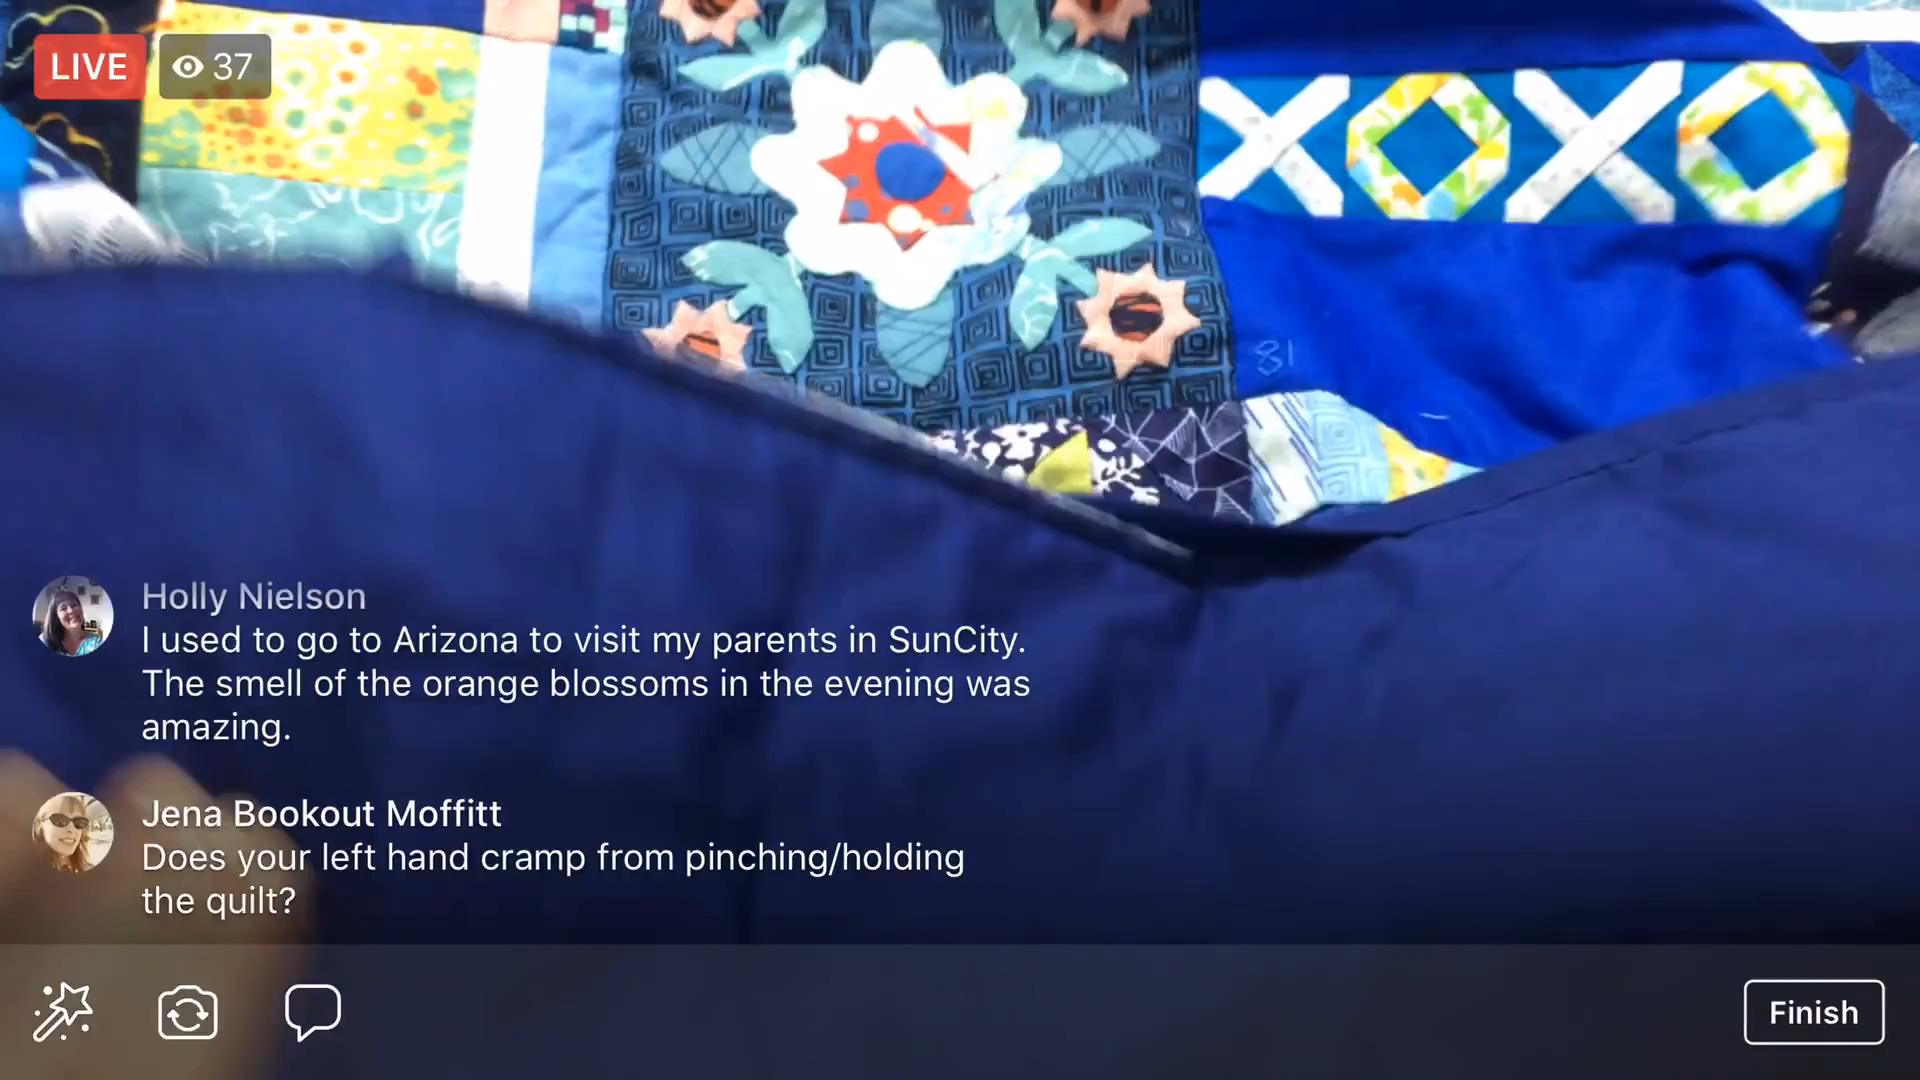 LIVE 37
XOXO
81
Holly Nielson
I used to go to Arizona to visit my parents in SunCity.
The smell of the orange blossoms in the evening was
amazing.
Jena Bookout Moffitt
Does your left hand cramp from pinching/holding
the quilt?
Finish